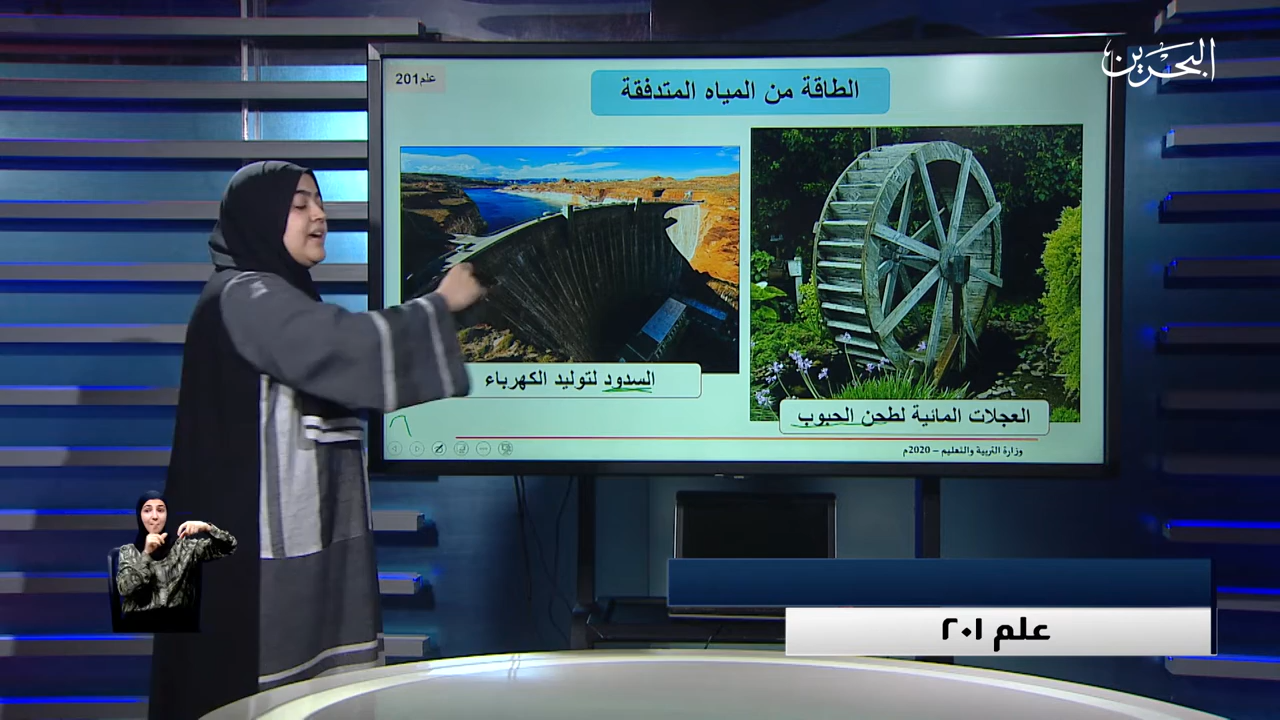 البحرين
علم201
الطاقة من المياه المتدفقة
العجلات المائية لطحن الحبوب
السدود لتوليد الكهرباء
وزارة التربية والتعليم – 2020م
علم ٢٠١